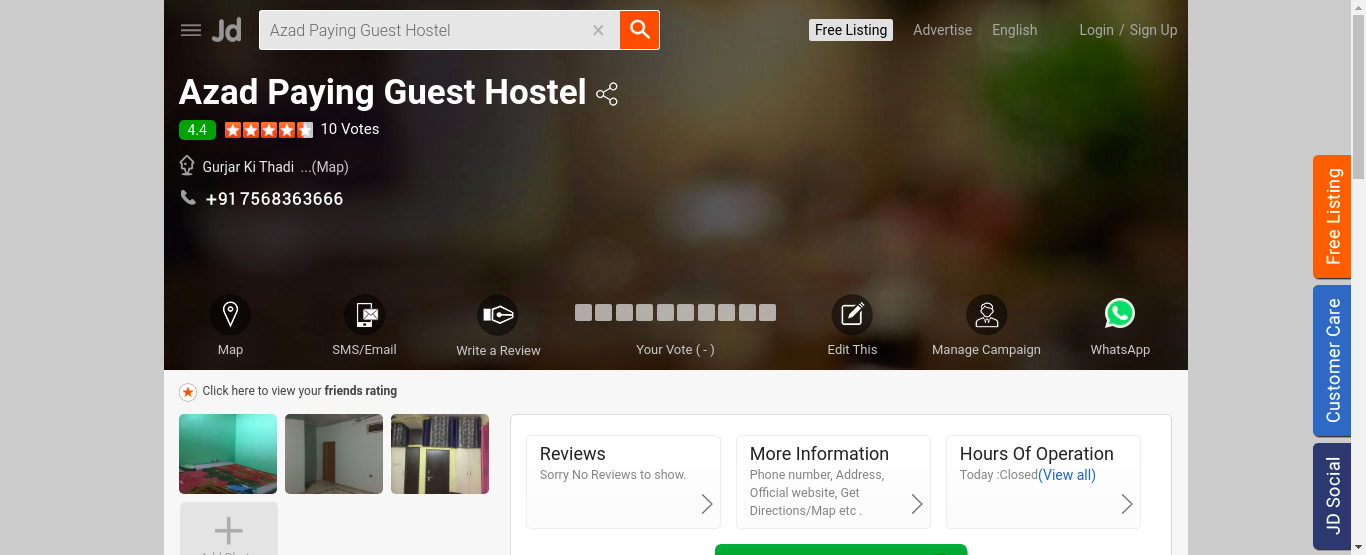 Jd
Azad Paying Guest Hostel ×
Free Listing Advertise English Login / Sign Up
Azad Paying Guest Hostel
4.4 10 Votes
Gurjar Ki Thadi ...(Map)
+917568363666
Map SMS/Email Write a Review Your Vote ( - ) Edit This Manage Campaign WhatsApp
Click here to view your friends rating
Reviews
Sorry No Reviews to show.
More Information
Phone number, Address,
Official website, Get
Directions/Map etc .
Hours Of Operation
Today :Closed(View all)
Free Listing
Customer Care
JD Social